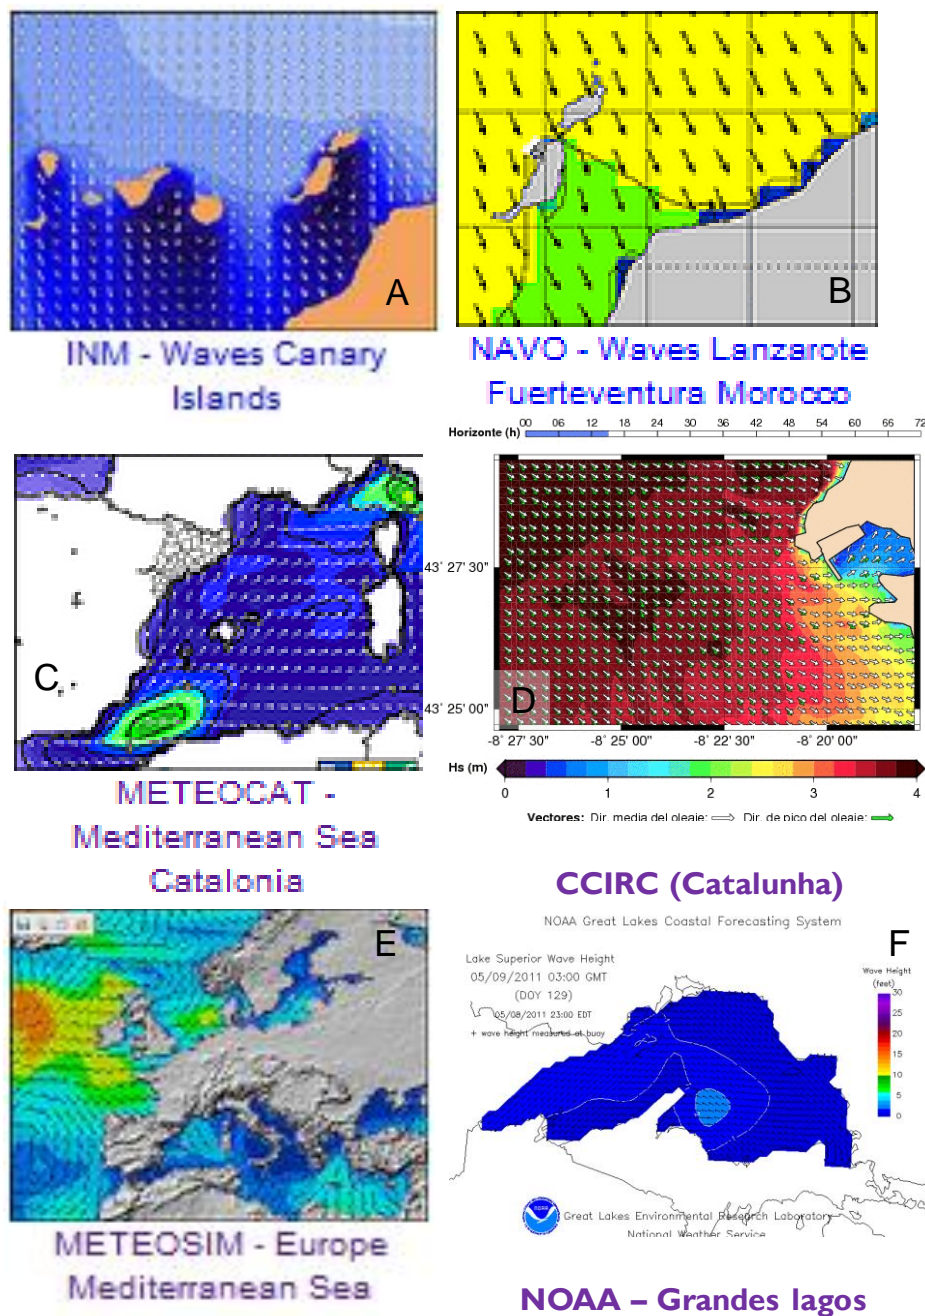 A
INM - Waves Canary
Islands
B
NAVO - Waves Lanzarote
Fuerteventura Morocco
C
METEOCAT -
Mediterranean Sea
Catalonia
Horizonte (h)
00 06 12 18 24 30 36 42 48 54 60 66 72
43° 27' 30"
D
43° 25' 00"
-8° 27' 30" -8° 25' 00" -8° 22' 30" -8° 20' 00"
Hs (m)
0 1 2 3 4
Vectores: Dir. media del oleaje: Dir. de pico del oleaje:
CCIRC (Catalunha)
E
METEOSIM - Europe
Mediterranean Sea
NOAA Great Lakes Coastal Forecasting System
F
Lake Superior Wave Height
05/09/2011 03:00 GMT
(DOY 129)
05/08/2011 23:00 EDT
+ wave height measured at buoy
Wave Height
(feet)
30
25
20
15
10
5
0
NOAA
Great Lakes Environmental Research Laboratory
National Weather Service
NOAA – Grandes lagos